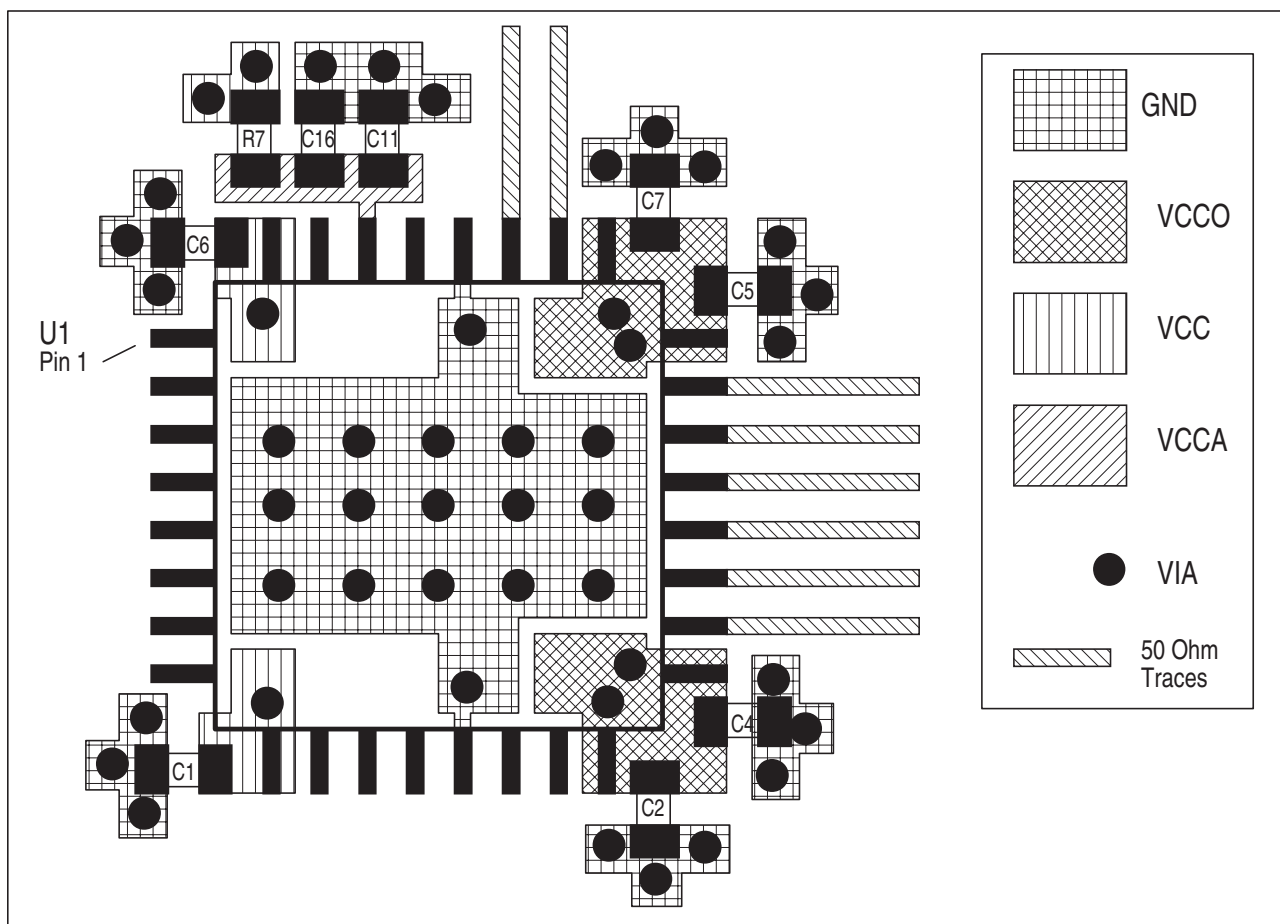 R7
C16
C11
C6
C7
C5
U1
Pin 1
C1
C4
C2
GND
VCCO
VCC
VCCA
VIA
50 Ohm
Traces